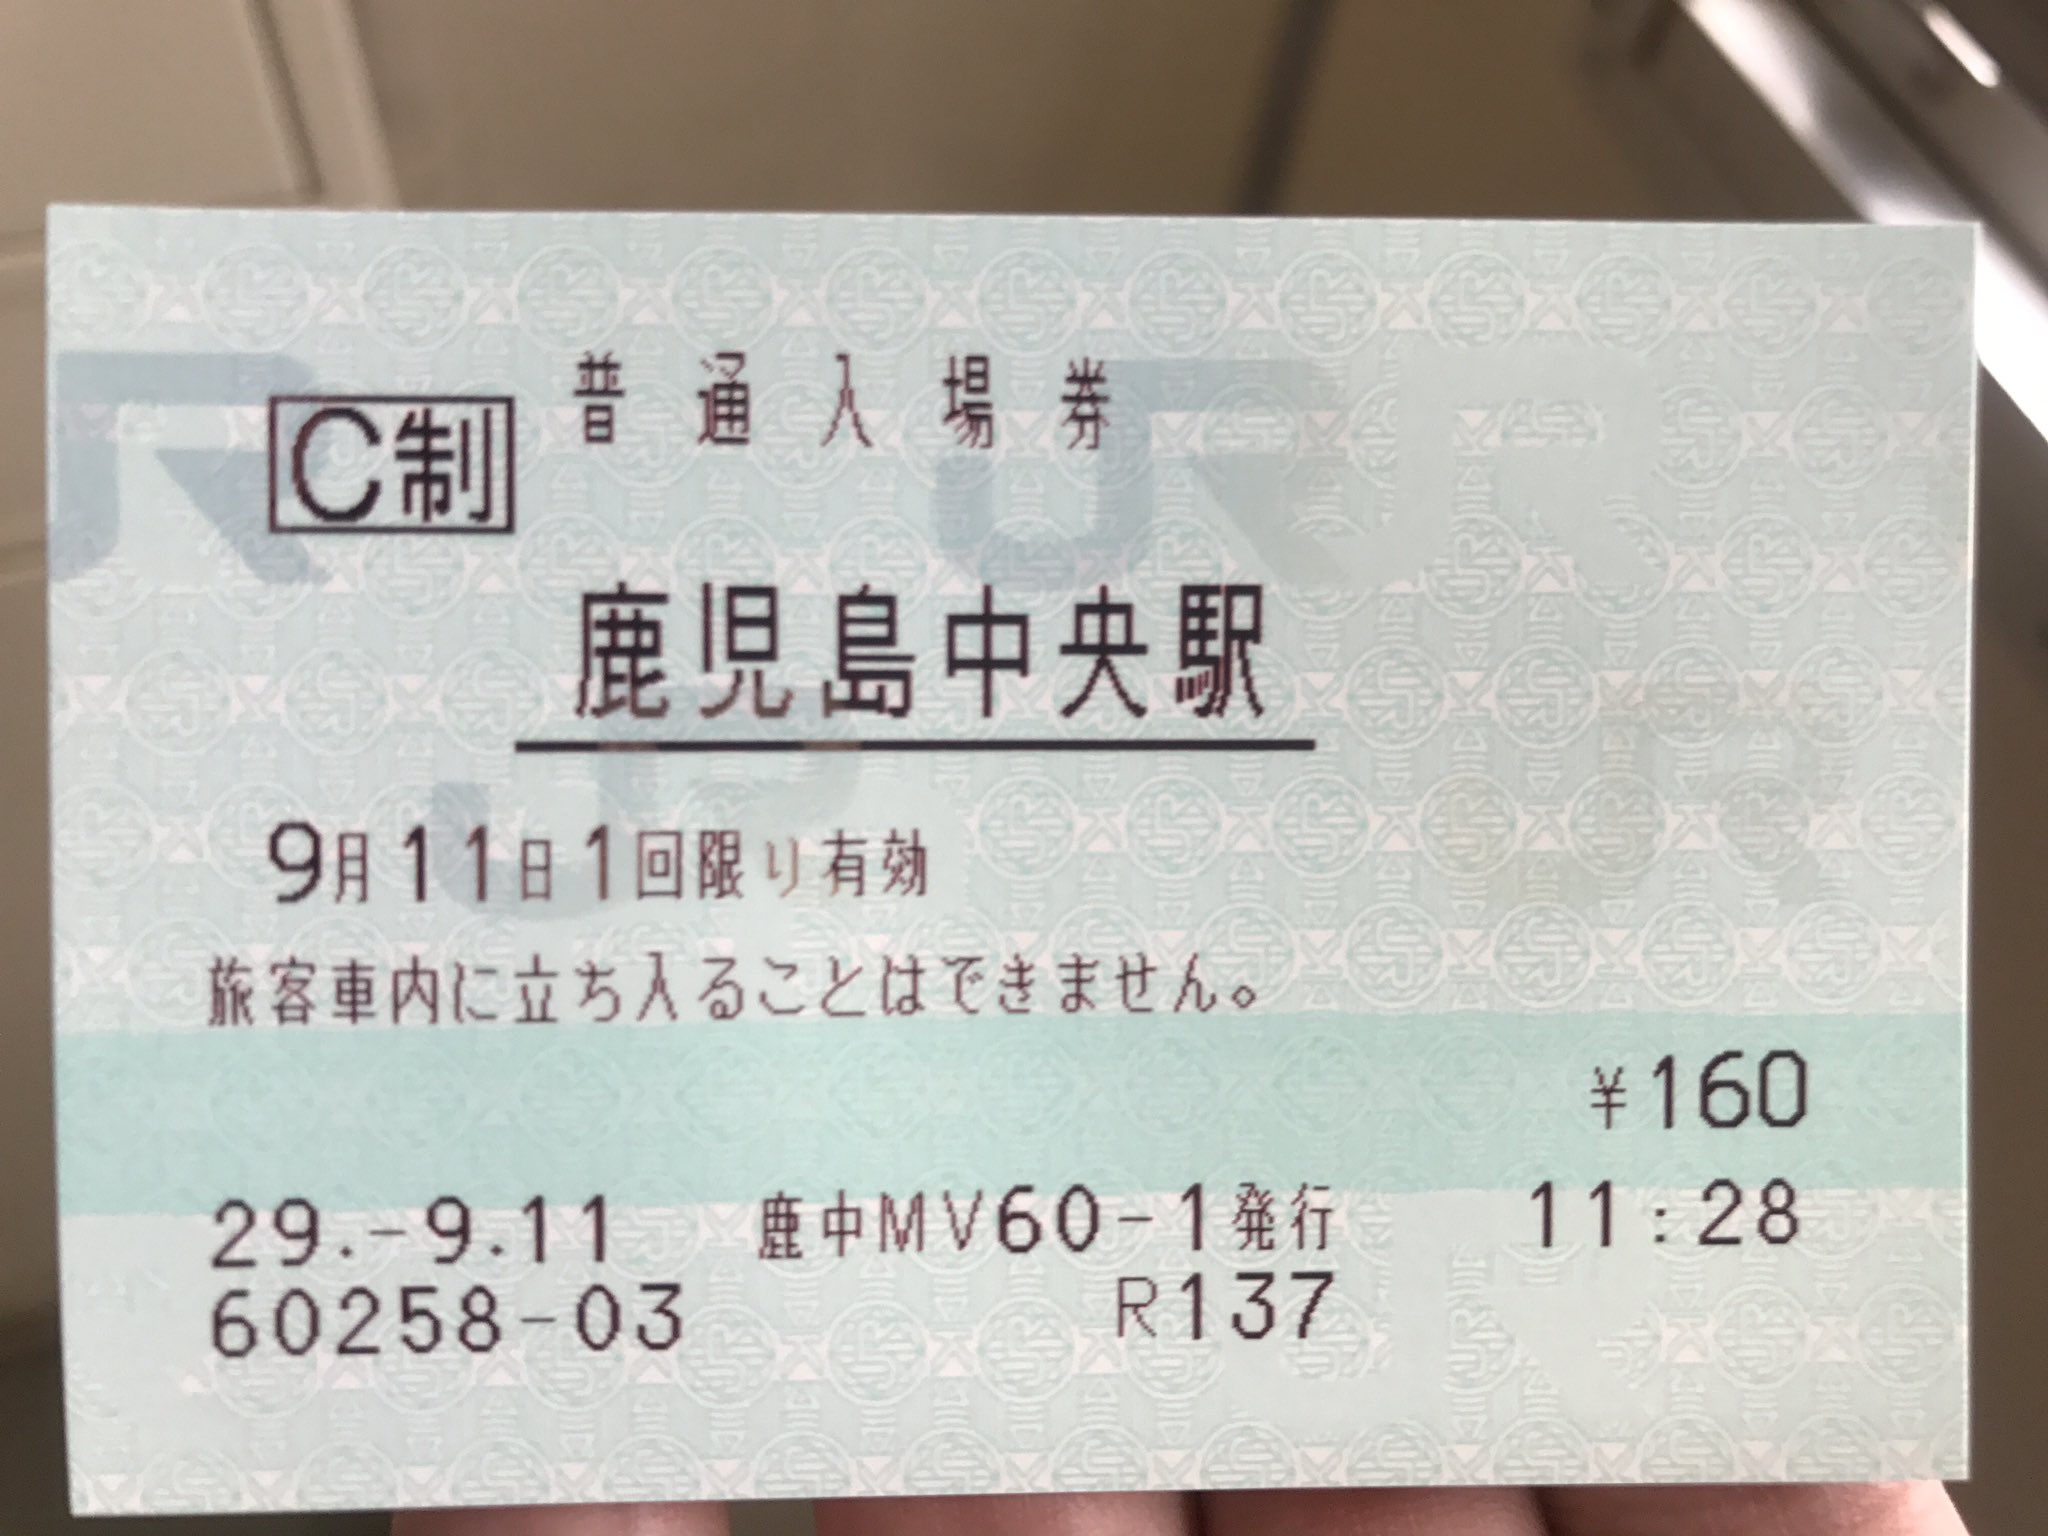 C制 普通入場券
鹿児島中央駅
9月11日1回限り有効
旅客車内に立ち入ることはできません。
¥160
29.-9.11 鹿中MV60-1発行 11:28
60258-03 R137